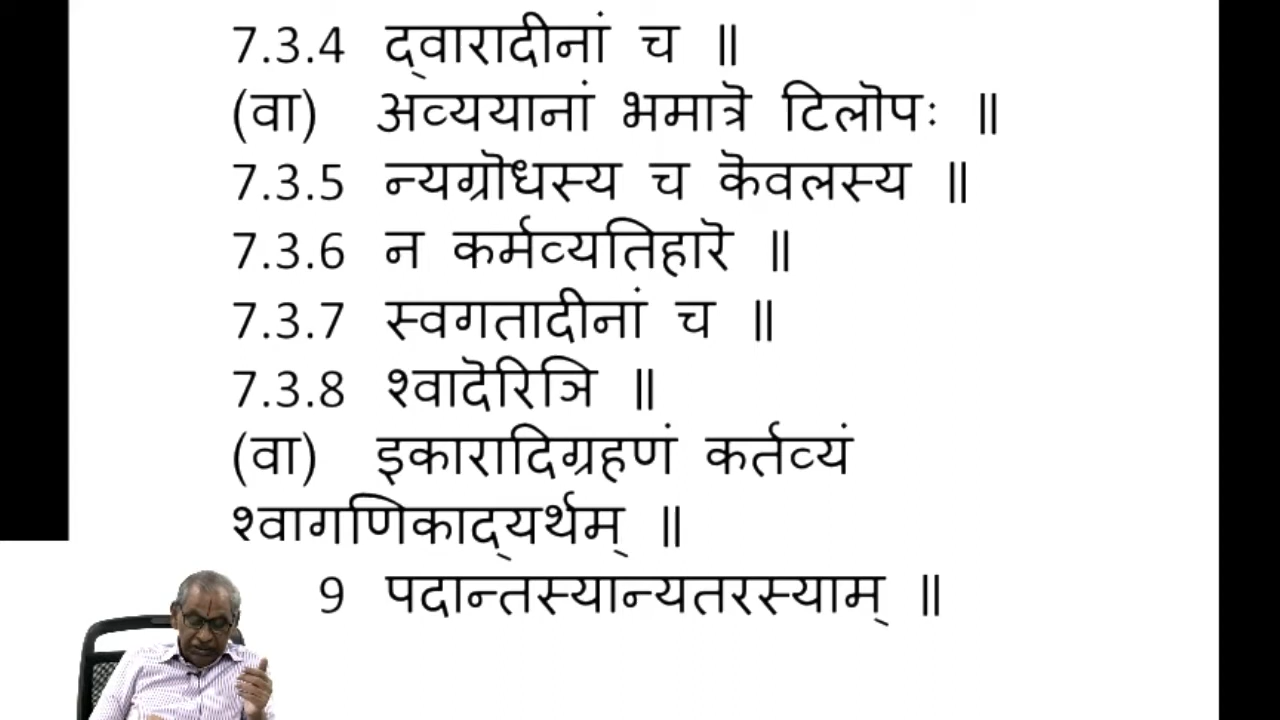 7.3.4 द्‌वारादीनां च ॥
(वा) अव्ययानां भमात्रॆ टिलॊपः ॥
7.3.5 न्यग्रॊधस्य च कॆवलस्य ॥
7.3.6 न कर्मव्यतिहारॆ ॥
7.3.7 स्वगतादीनां च ॥
7.3.8 श्वादॆरिञि ॥
(वा) इकारादिग्रहणं कर्तव्यं
श्वागणिकाद्‌यर्थम् ॥
9 पदान्तस्यान्यतरस्याम् ॥